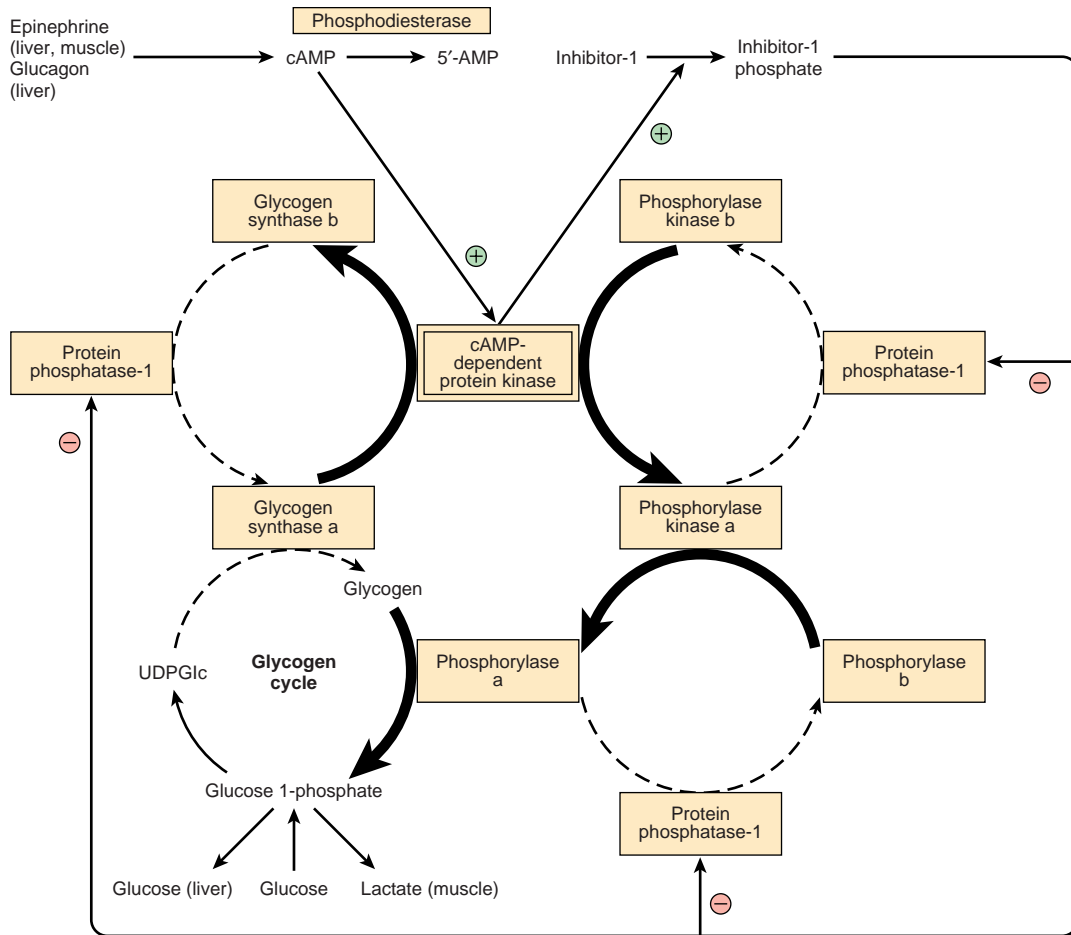 Phosphodiesterase
Epinephrine
(liver, muscle)
Glucagon
(liver)
cAMP
5′-AMP
Inhibitor-1
Inhibitor-1
phosphate
+
Glycogen
synthase b
Phosphorylase
kinase b
+
Protein
phosphatase-1
cAMP-
dependent
protein kinase
Protein
phosphatase-1
−
−
Glycogen
synthase a
Phosphorylase
kinase a
Glycogen
UDPGlc
Glycogen
cycle
Phosphorylase
a
Phosphorylase
b
Glucose 1-phosphate
Protein
phosphatase-1
Glucose (liver)
Glucose
Lactate (muscle)
−